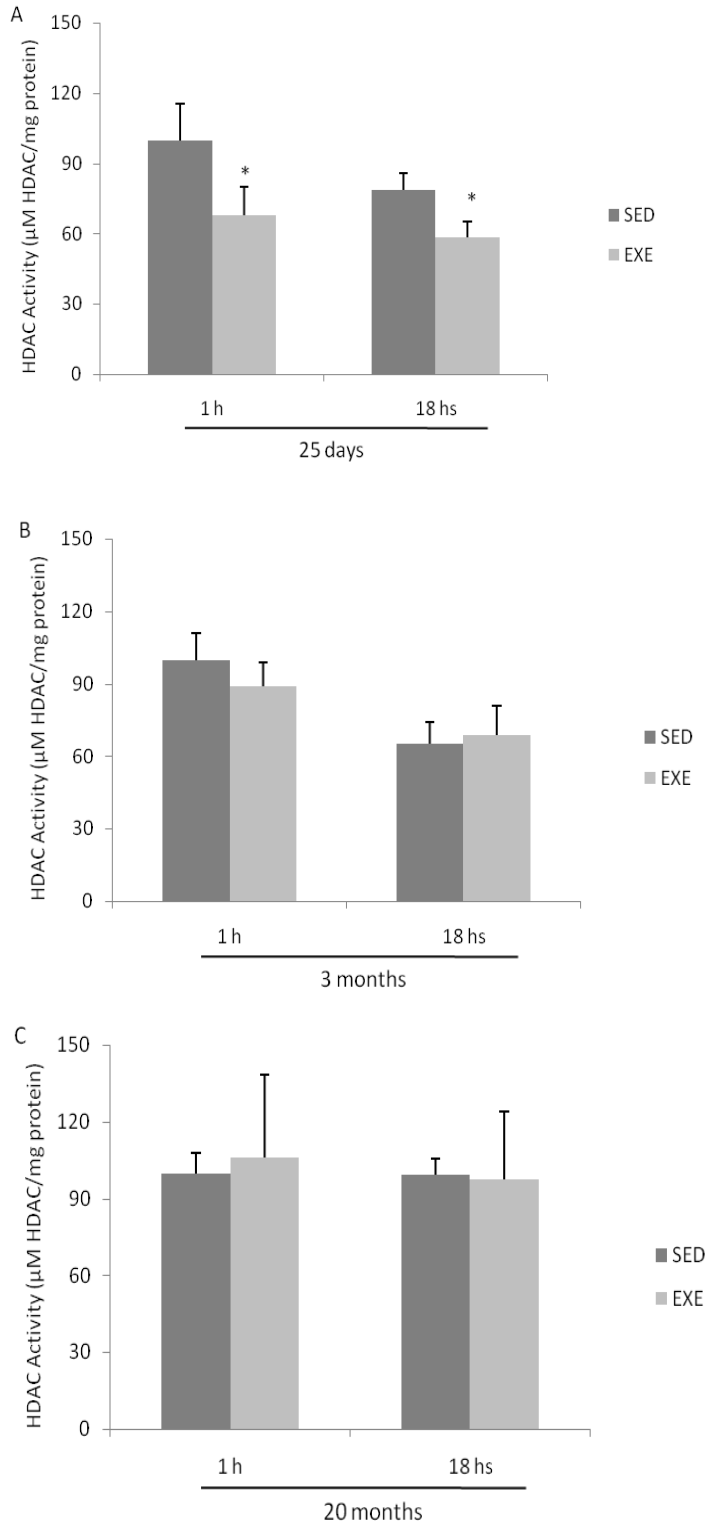 A
HDAC Activity (µM HDAC/mg protein)
150
120
90
60
30
0
*
*
SED
EXE
1 h 18 hs
25 days
B
HDAC Activity (µM HDAC/mg protein)
150
120
90
60
30
0
SED
EXE
1 h 18 hs
3 months
C
HDAC Activity (µM HDAC/mg protein)
150
120
90
60
30
0
SED
EXE
1 h 18 hs
20 months